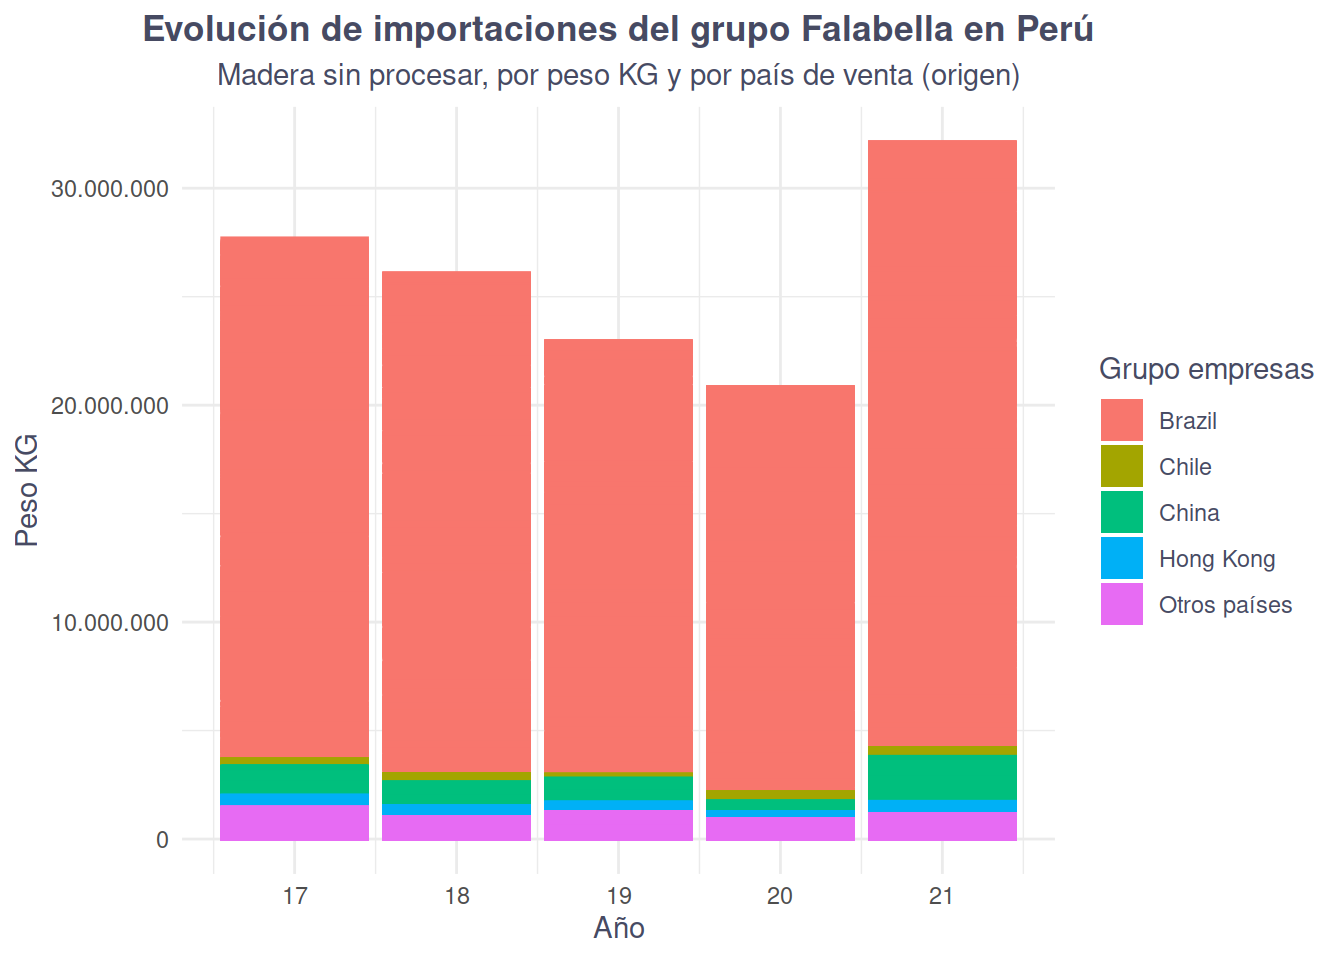 Evolución de importaciones del grupo Falabella en Perú
Madera sin procesar, por peso KG y por país de venta (origen)
30.000.000
20.000.000
10.000.000
0
Peso KG
17
18
19
20
21
Año
Grupo empresas
Brazil
Chile
China
Hong Kong
Otros países